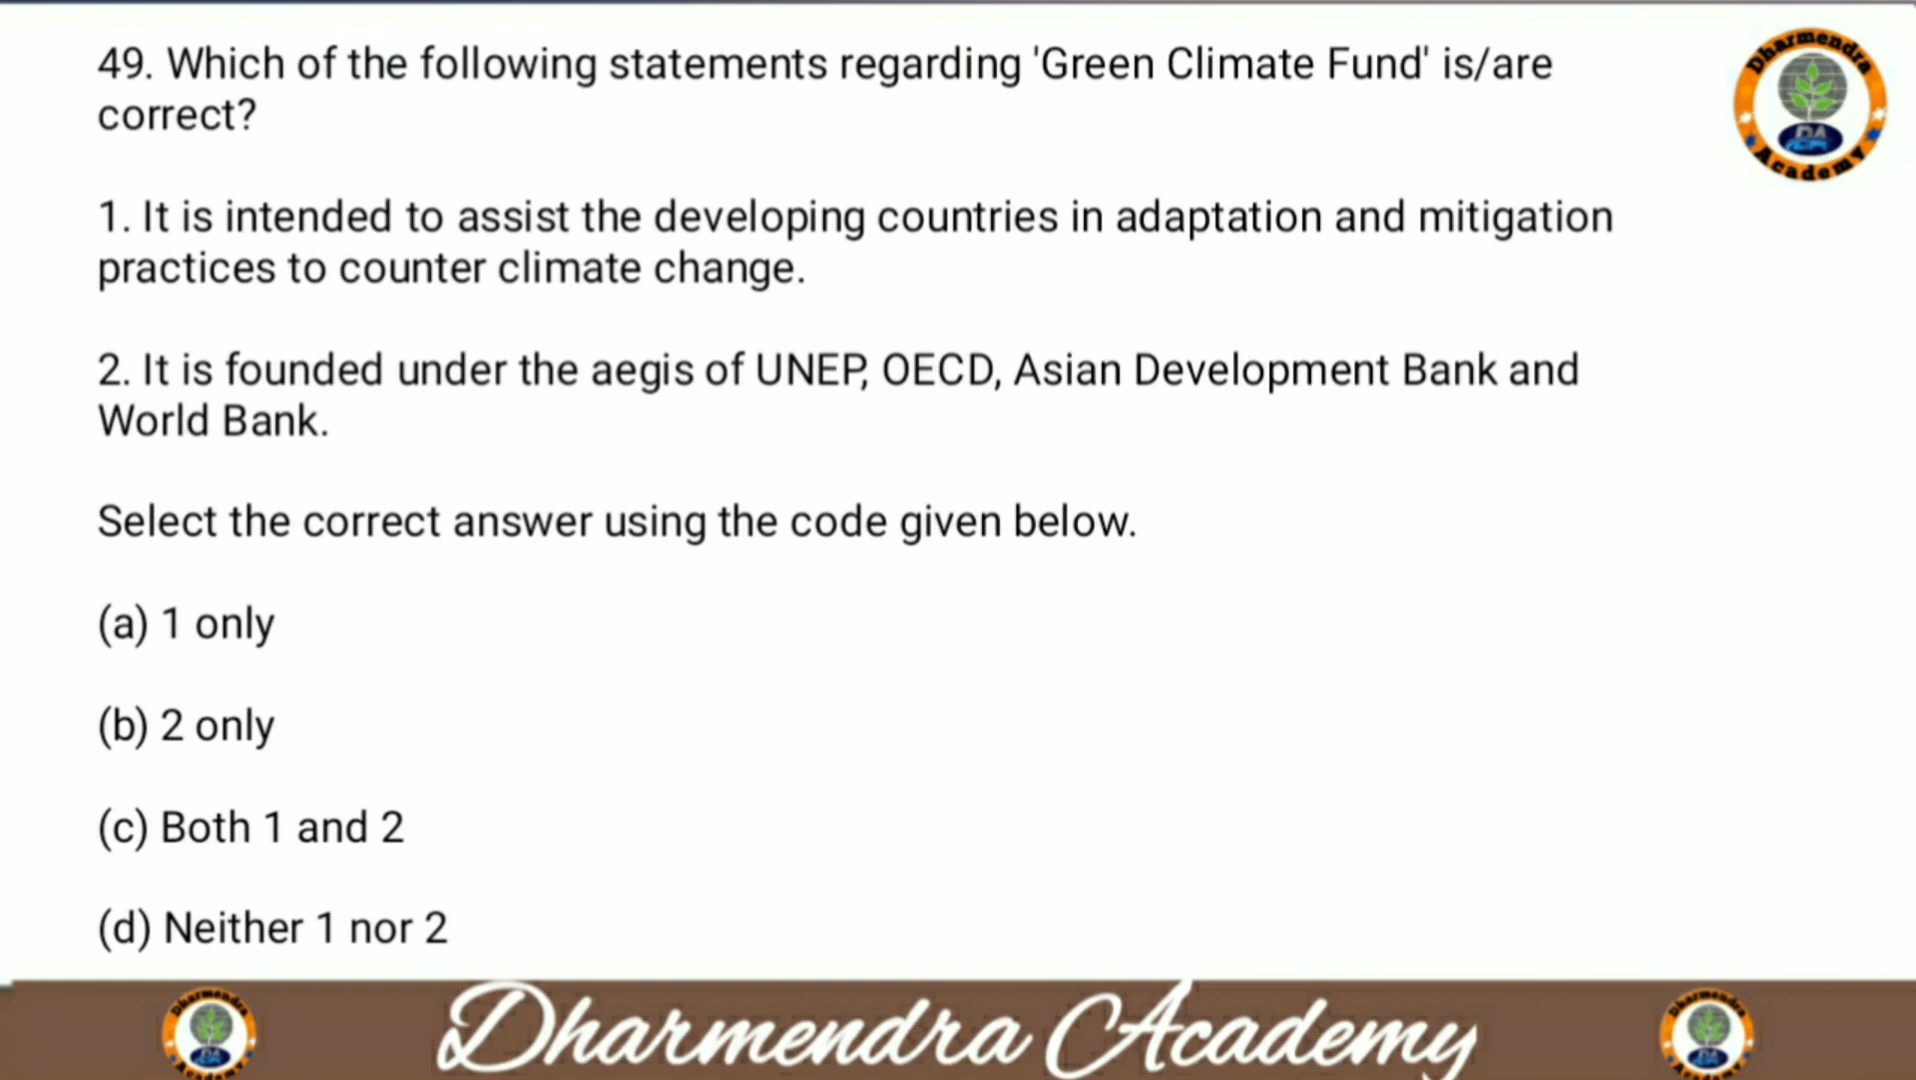 49. Which of the following statements regarding 'Green Climate Fund' is/are
correct?
1. It is intended to assist the developing countries in adaptation and mitigation
practices to counter climate change.
2. It is founded under the aegis of UNEP, OECD, Asian Development Bank and
World Bank.
Select the correct answer using the code given below.
(a) 1 only
(b) 2 only
(c) Both 1 and 2
(d) Neither 1 nor 2
Dharmendra
DA
Academy
Dharmendra Academy